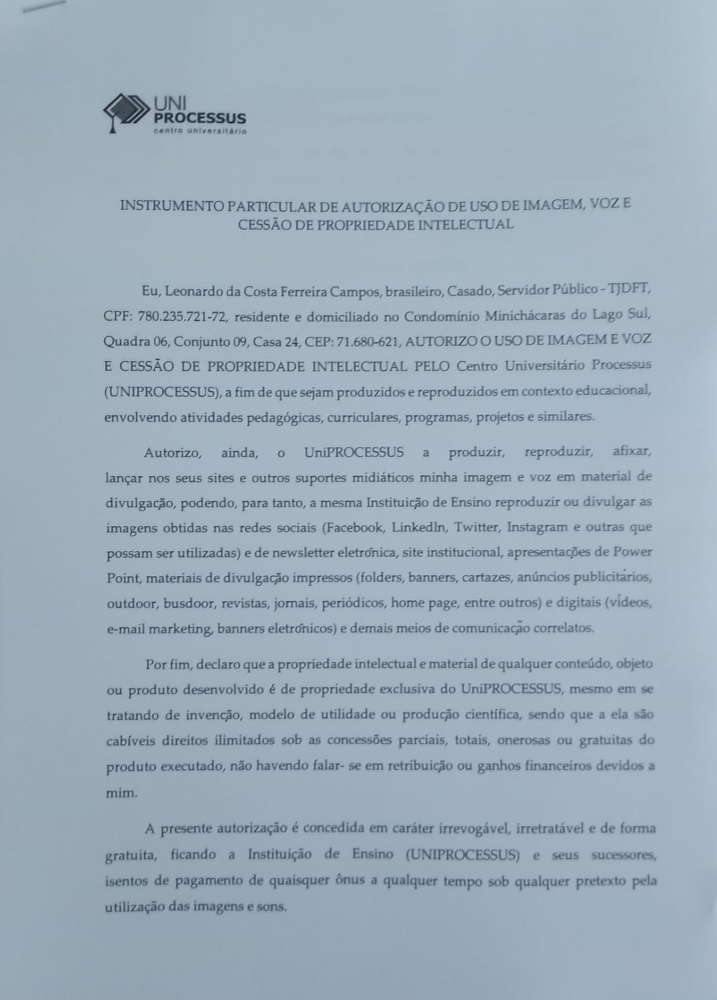 UNI
PROCESSUS
centro universitário
INSTRUMENTO PARTICULAR DE AUTORIZAÇÃO DE USO DE IMAGEM, VOZ E
CESSÃO DE PROPRIEDADE INTELECTUAL
Eu, Leonardo da Costa Ferreira Campos, brasileiro, Casado, Servidor Público - TJDFT,
CPF: 780.235.721-72, residente e domiciliado no Condomínio Minichácaras do Lago Sul,
Quadra 06, Conjunto 09, Casa 24, CEP: 71.680-621, AUTORIZO O USO DE IMAGEM E VOZ
E CESSÃO DE PROPRIEDADE INTELECTUAL PELO Centro Universitário Processus
(UNIPROCESSUS), a fim de que sejam produzidos e reproduzidos em contexto educacional,
envolvendo atividades pedagógicas, curriculares, programas, projetos e similares.
Autorizo, ainda, o UniPROCESSUS a produzir, reproduzir, afixar,
lançar nos seus sites e outros suportes midiáticos minha imagem e voz em material de
divulgação, podendo, para tanto, a mesma Instituição de Ensino reproduzir ou divulgar as
imagens obtidas nas redes sociais (Facebook, LinkedIn, Twitter, Instagram e outras que
possam ser utilizadas) e de newsletter eletrônica, site institucional, apresentações de Power
Point, materiais de divulgação impressos (folders, banners, cartazes, anúncios publicitários,
outdoor, busdoor, revistas, jornais, periódicos, home page, entre outros) e digitais (vídeos,
e-mail marketing, banners eletrônicos) e demais meios de comunicação correlatos.
Por fim, declaro que a propriedade intelectual e material de qualquer conteúdo, objeto
ou produto desenvolvido é de propriedade exclusiva do UniPROCESSUS, mesmo em se
tratando de invenção, modelo de utilidade ou produção científica, sendo que a ela são
cabíveis direitos ilimitados sob as concessões parciais, totais, onerosas ou gratuitas do
produto executado, não havendo falar- se em retribuição ou ganhos financeiros devidos a
mim.
A presente autorização é concedida em caráter irrevogável, irretratável e de forma
gratuita, ficando a Instituição de Ensino (UNIPROCESSUS) e seus sucessores,
isentos de pagamento de quaisquer ônus a qualquer tempo sob qualquer pretexto pela
utilização das imagens e sons.